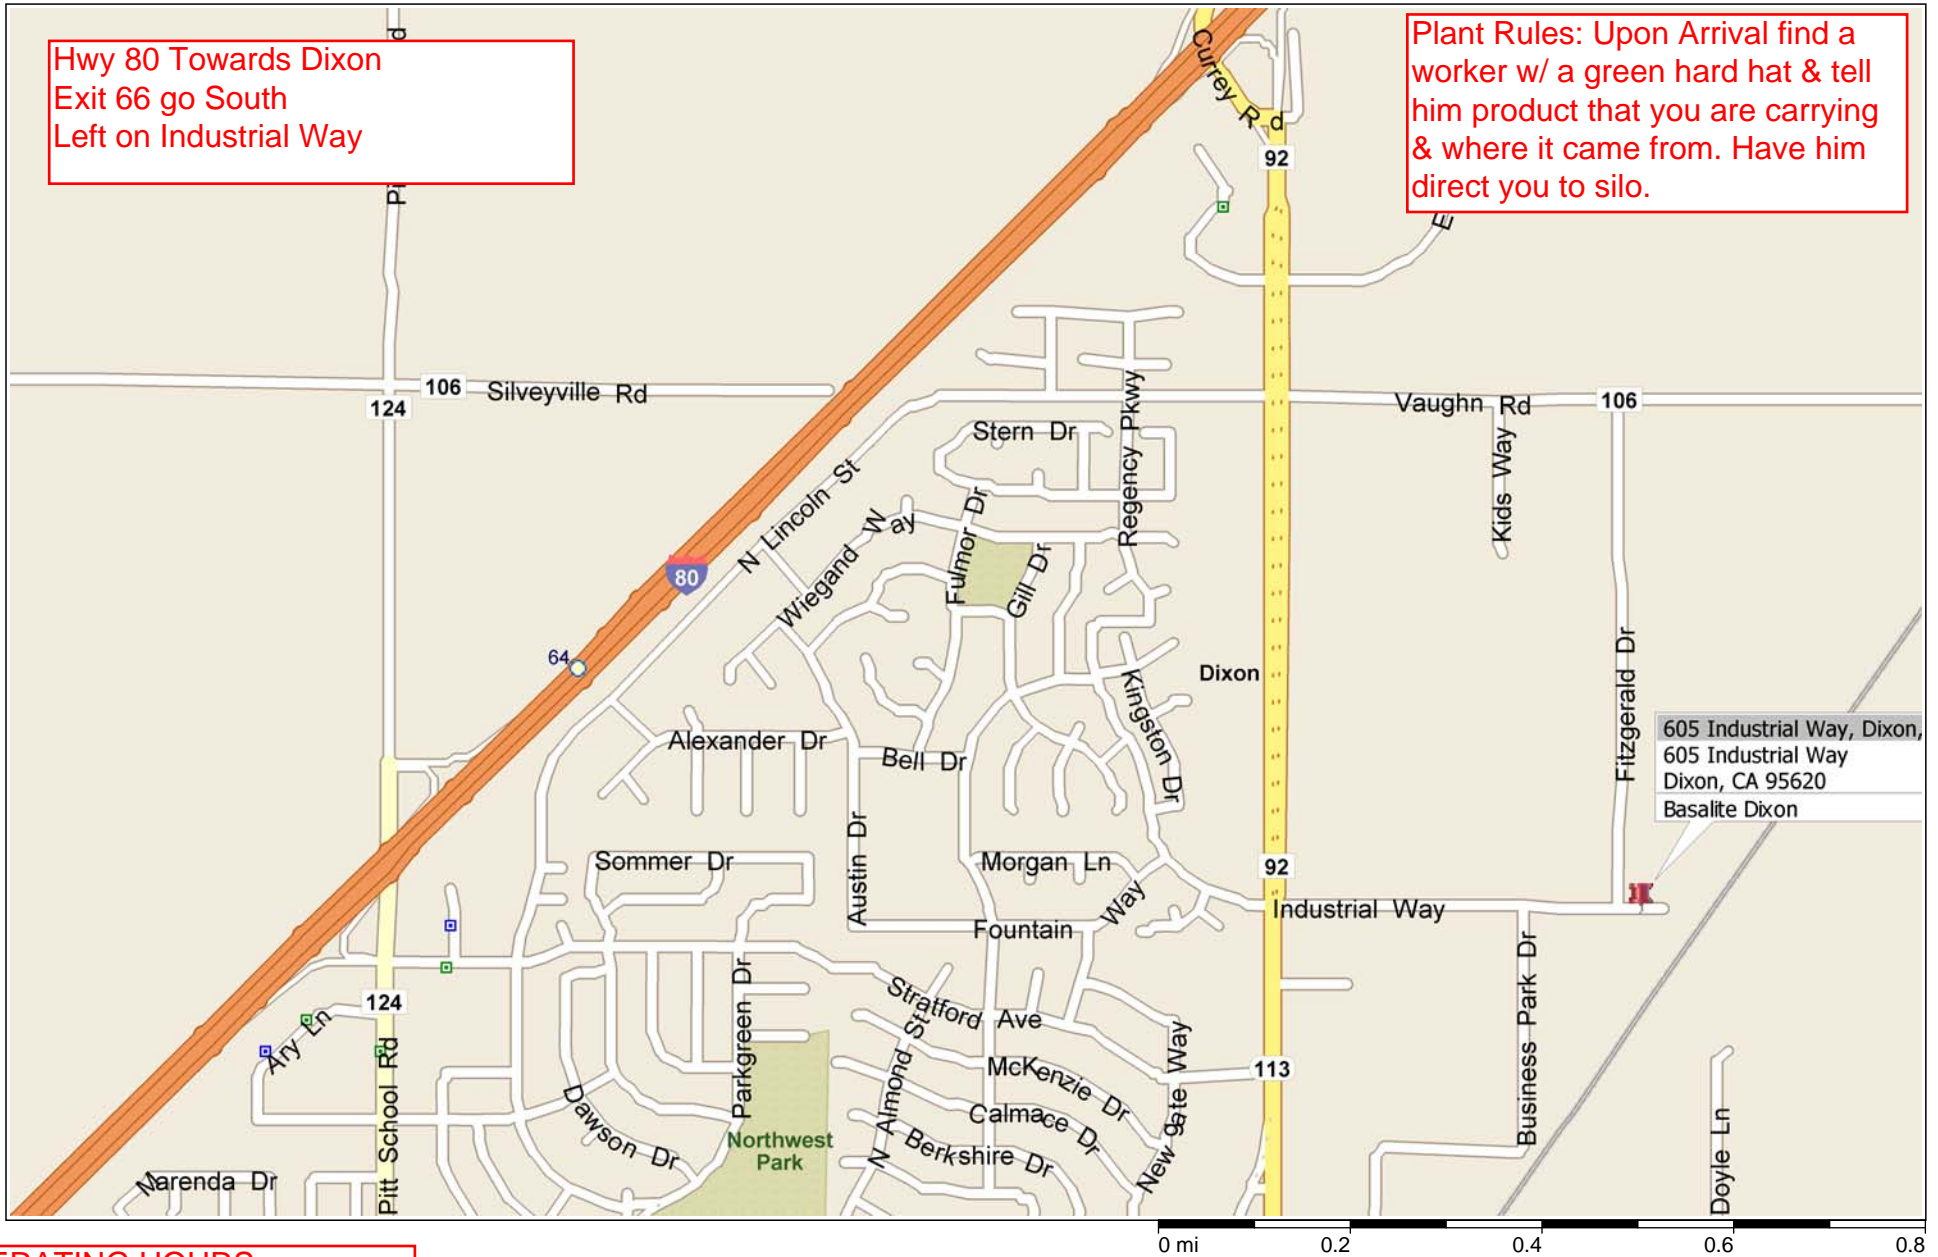 Hwy 80 Towards Dixon
Exit 66 go South
Left on Industrial Way
Plant Rules: Upon Arrival find a
worker w/ a green hard hat & tell
him product that you are carrying
& where it came from. Have him
direct you to silo.
Currey Rd
92
106
Silveyville Rd
124
Vaughn Rd
106
Stern Dr
Regency Pkwy
Kids Way
N Lincoln St
Wiegand Way
Fulmor Dr
Gill Dr
80
64
Dixon
Kingston Dr
Fitzgerald Dr
605 Industrial Way, Dixon,
605 Industrial Way
Dixon, CA 95620
Basalite Dixon
Alexander Dr
Bell Dr
Austin Dr
Sommer Dr
Morgan Ln
92
Industrial Way
Fountain Way
Business Park Dr
124
Ary Ln
Stratford Ave
Parkgreen Dr
N Almond St
McKenzie Dr
113
New gate Way
Calmace Dr
Berkshire Dr
Dawson Dr
Northwest
Park
Narenda Dr
Pitt School Rd
Doyle Ln
0 mi 0.2 0.4 0.6 0.8